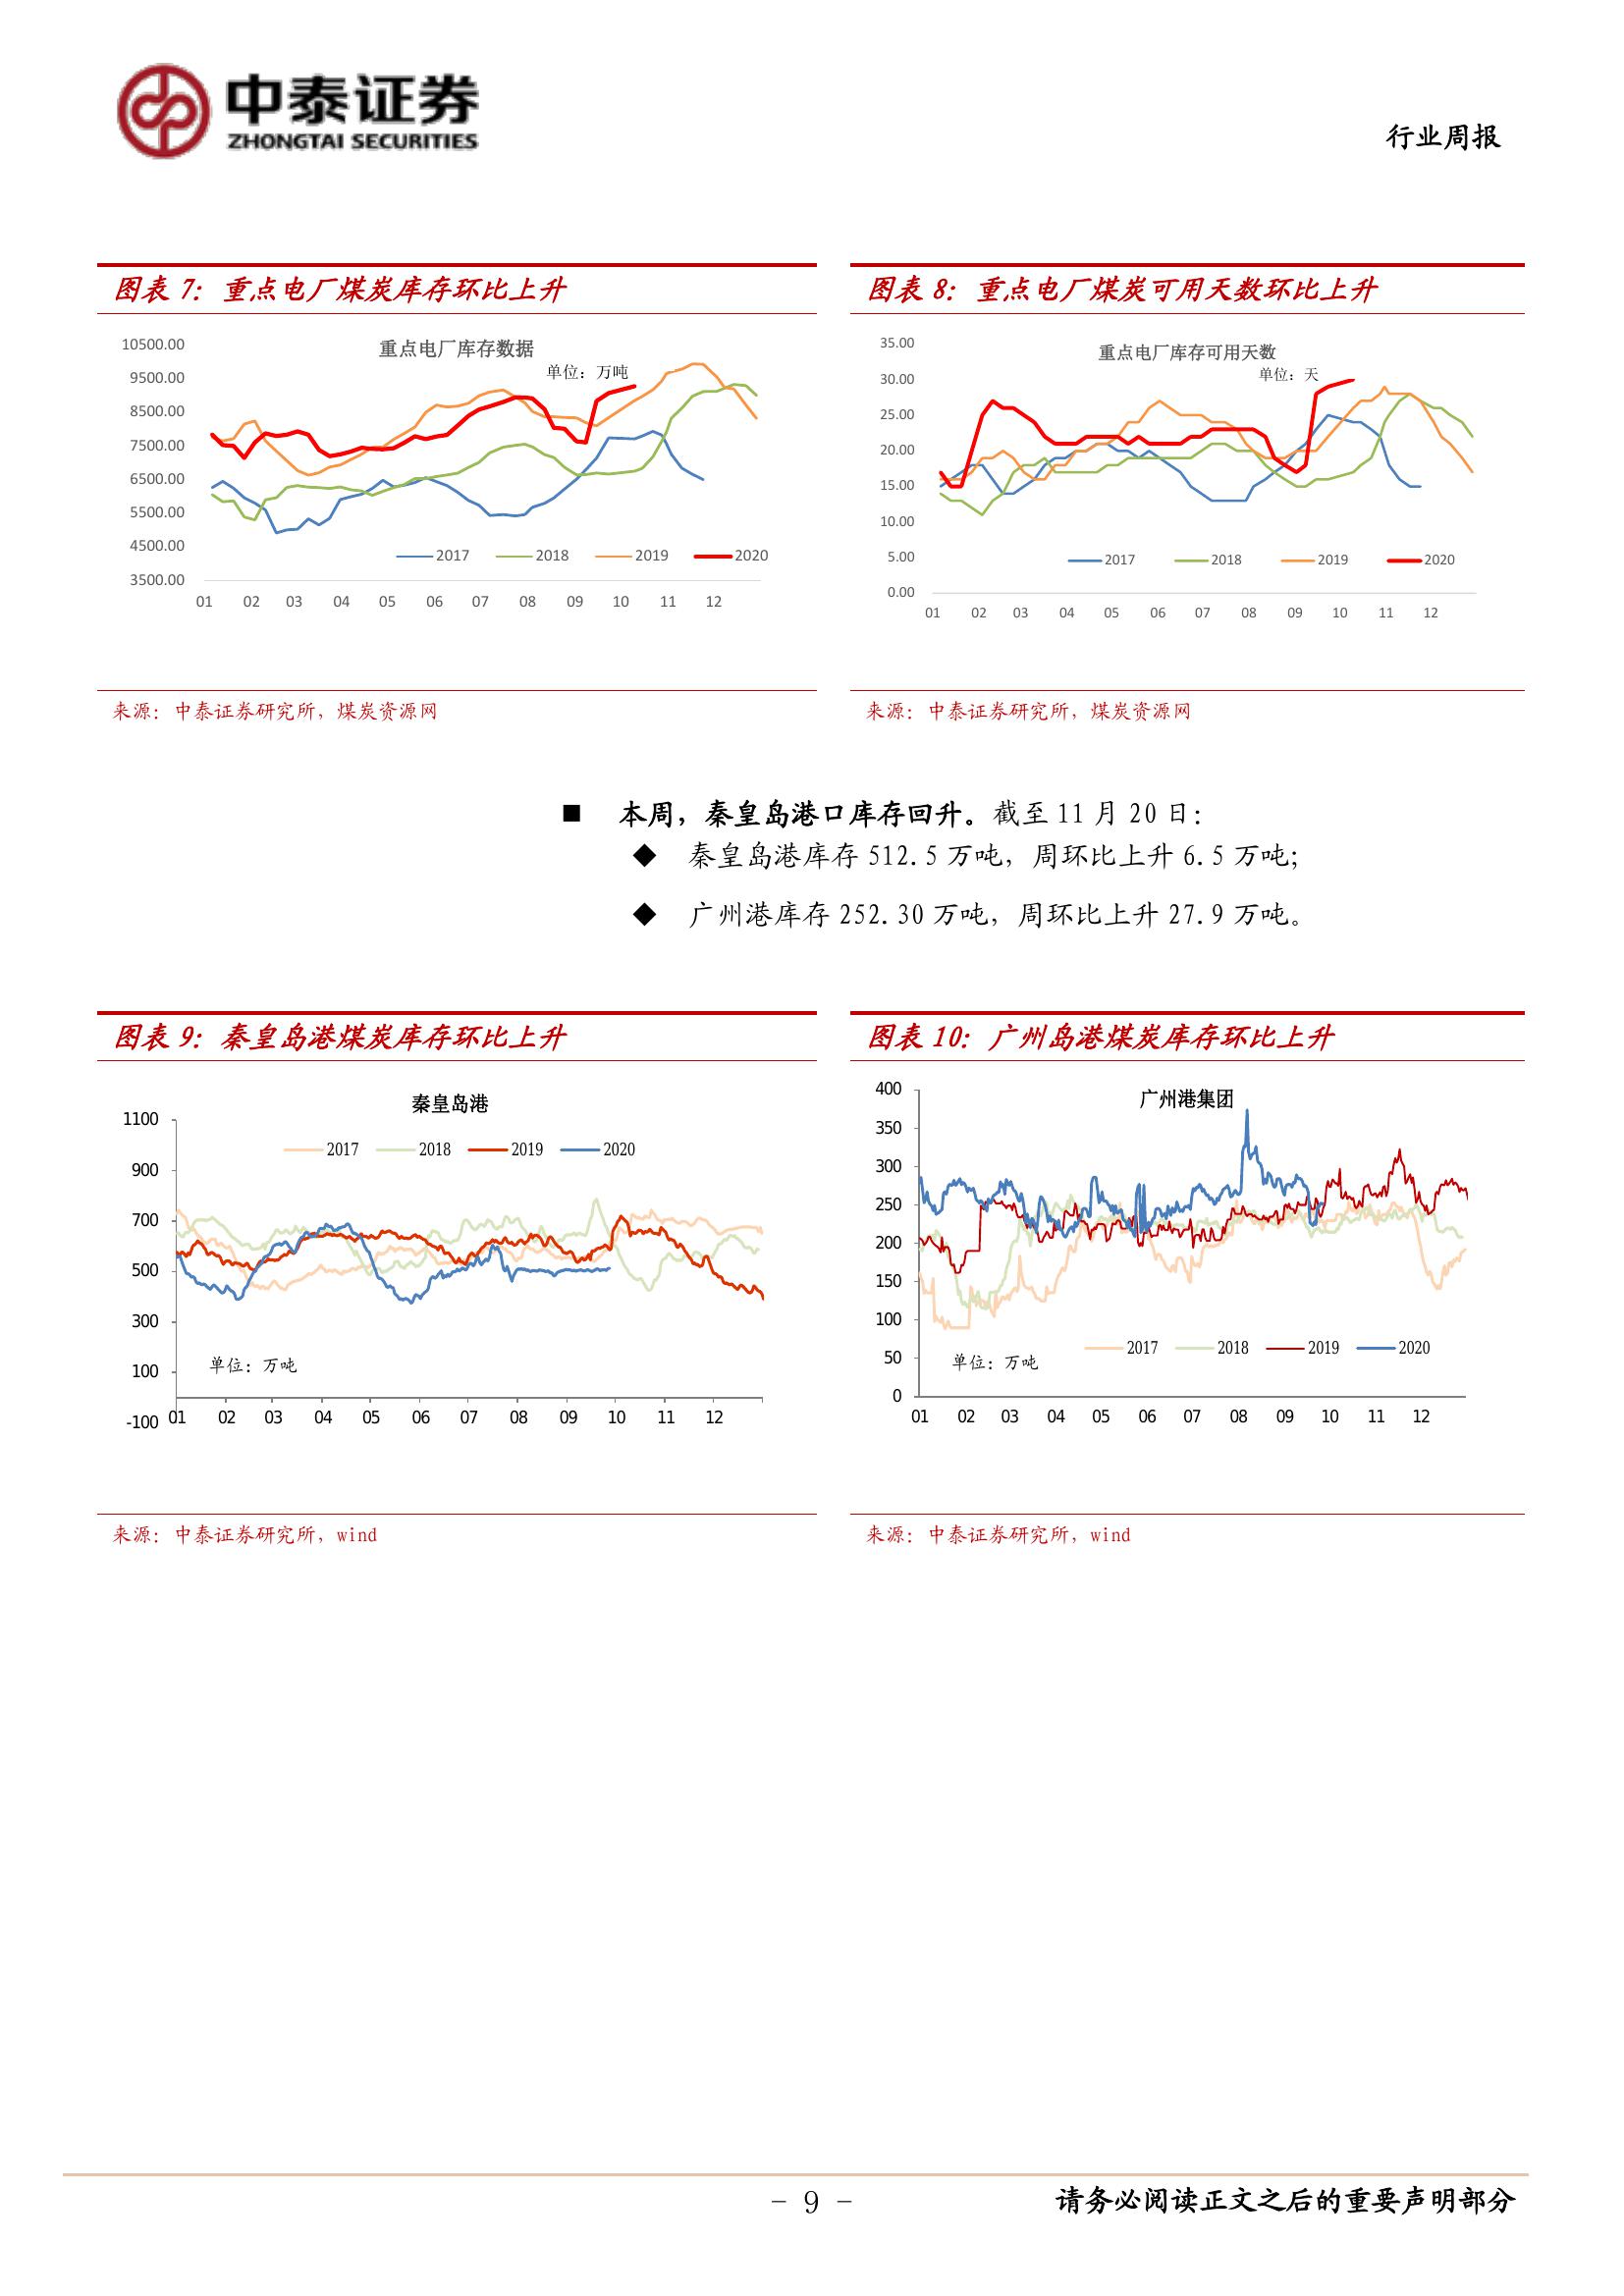 中泰证券
ZHONGTAI SECURITIES
行业周报
图表 7：重点电厂煤炭库存环比上升
重点电厂库存数据
单位：万吨
10500.00
9500.00
8500.00
7500.00
6500.00
5500.00
4500.00
3500.00
2017 2018 2019 2020
01 02 03 04 05 06 07 08 09 10 11 12
来源：中泰证券研究所，煤炭资源网
图表 8：重点电厂煤炭可用天数环比上升
重点电厂库存可用天数
单位：天
35.00
30.00
25.00
20.00
15.00
10.00
5.00
0.00
2017 2018 2019 2020
01 02 03 04 05 06 07 08 09 10 11 12
来源：中泰证券研究所，煤炭资源网
■ 本周，秦皇岛港口库存回升。截至 11 月 20 日：
◆ 秦皇岛港库存 512.5 万吨，周环比上升 6.5 万吨；
◆ 广州港库存 252.30 万吨，周环比上升 27.9 万吨。
图表 9：秦皇岛港煤炭库存环比上升
秦皇岛港
2017 2018 2019 2020
1100
900
700
500
300
100
-100
单位：万吨
01 02 03 04 05 06 07 08 09 10 11 12
来源：中泰证券研究所，wind
图表 10：广州岛港煤炭库存环比上升
广州港集团
400
350
300
250
200
150
100
50
0
单位：万吨
2017 2018 2019 2020
01 02 03 04 05 06 07 08 09 10 11 12
来源：中泰证券研究所，wind
- 9 -
请务必阅读正文之后的重要声明部分